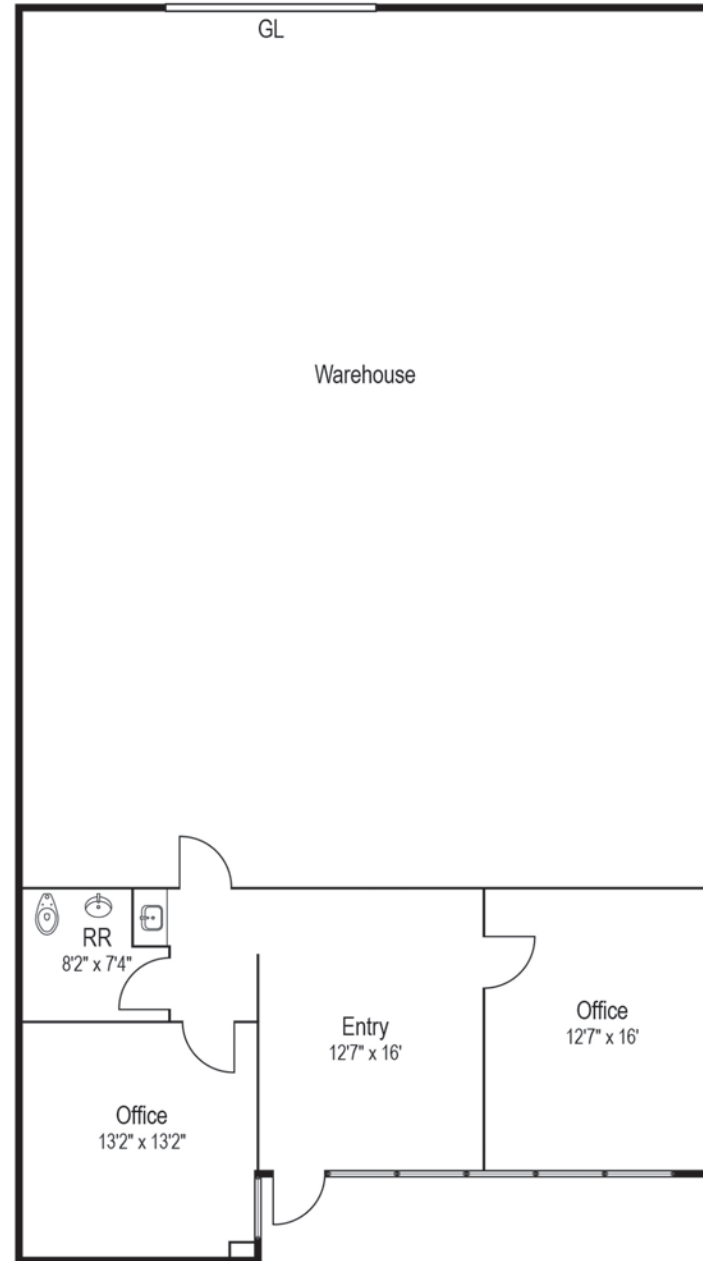 GL
Warehouse
RR
8'2" x 7'4"
Entry
12'7" x 16'
Office
12'7" x 16'
Office
13'2" x 13'2"